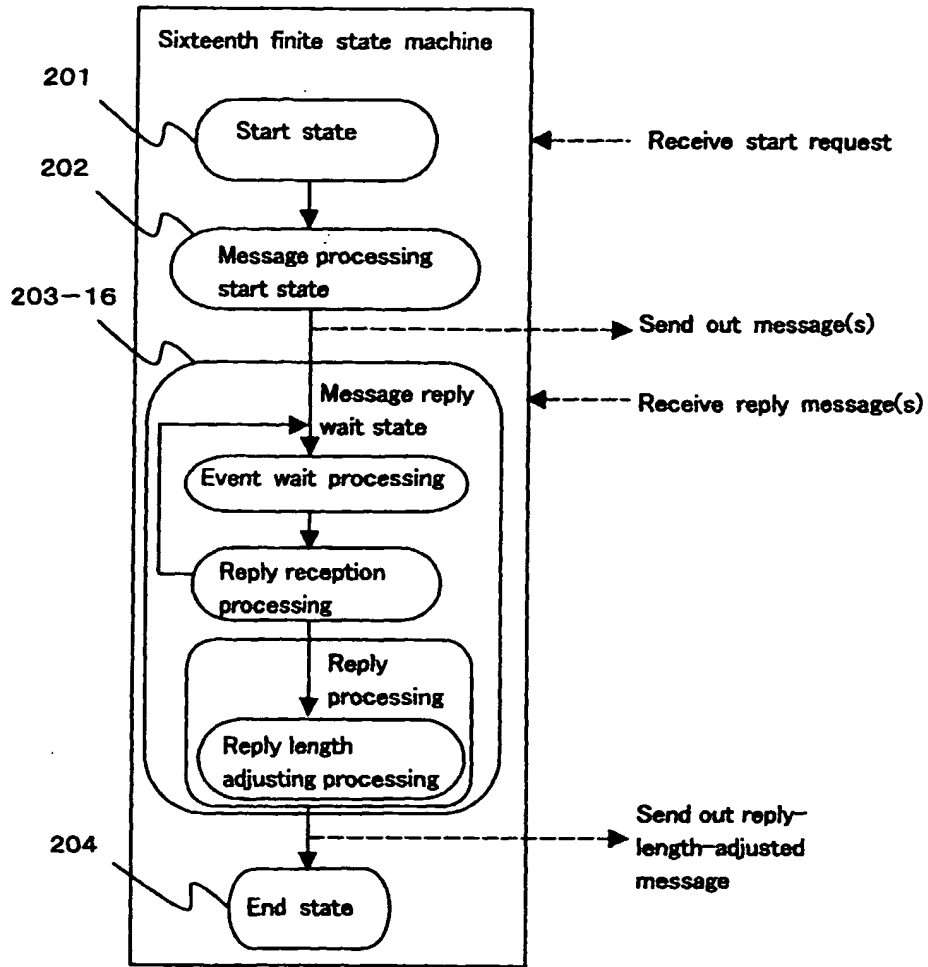 Sixteenth finite state machine
201
Start state
Receive start request
202
Message processing
start state
203-16
Send out message(s)
Message reply
wait state
Receive reply message(s)
Event wait processing
Reply reception
processing
Reply
processing
Reply length
adjusting processing
Send out reply-
length-adjusted
message
204
End state